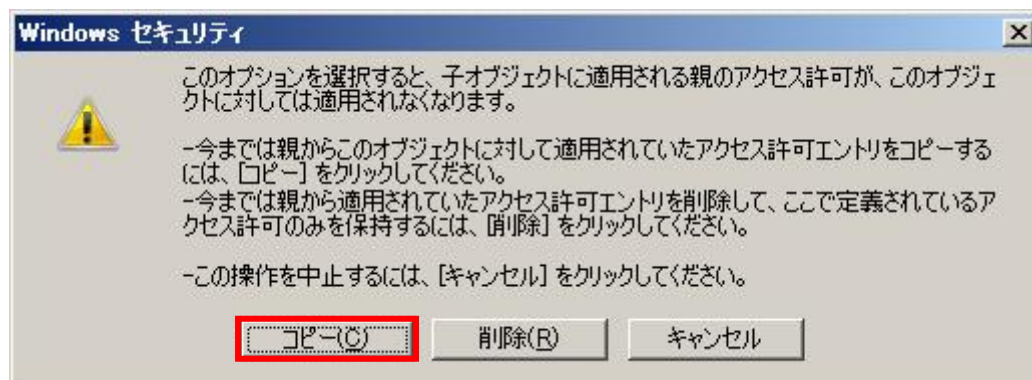 Windows セキュリティ
このオプションを選択すると、子オブジェクトに適用される親のアクセス許可が、このオブジェ
クトに対しては適用されなくなります。
-今までは親からこのオブジェクトに対して適用されていたアクセス許可エントリをコピーする
には、[コピー] をクリックしてください。
-今までは親から適用されていたアクセス許可エントリを削除して、ここで定義されているア
クセス許可のみを保持するには、[削除] をクリックしてください。
-この操作を中止するには、[キャンセル] をクリックしてください。
コピー(C)
削除(R)
キャンセル